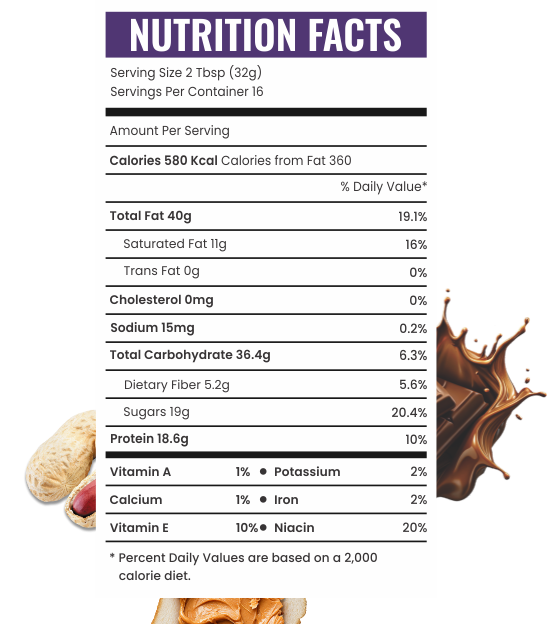 NUTRITION FACTS
Serving Size 2 Tbsp (32g)
Servings Per Container 16
Amount Per Serving
Calories 580 Kcal Calories from Fat 360
% Daily Value*
Total Fat 40g 19.1%
Saturated Fat 11g 16%
Trans Fat 0g 0%
Cholesterol 0mg 0%
Sodium 15mg 0.2%
Total Carbohydrate 36.4g 6.3%
Dietary Fiber 5.2g 5.6%
Sugars 19g 20.4%
Protein 18.6g 10%
Vitamin A 1% ● Potassium 2%
Calcium 1% ● Iron 2%
Vitamin E 10%● Niacin 20%
* Percent Daily Values are based on a 2,000
calorie diet.